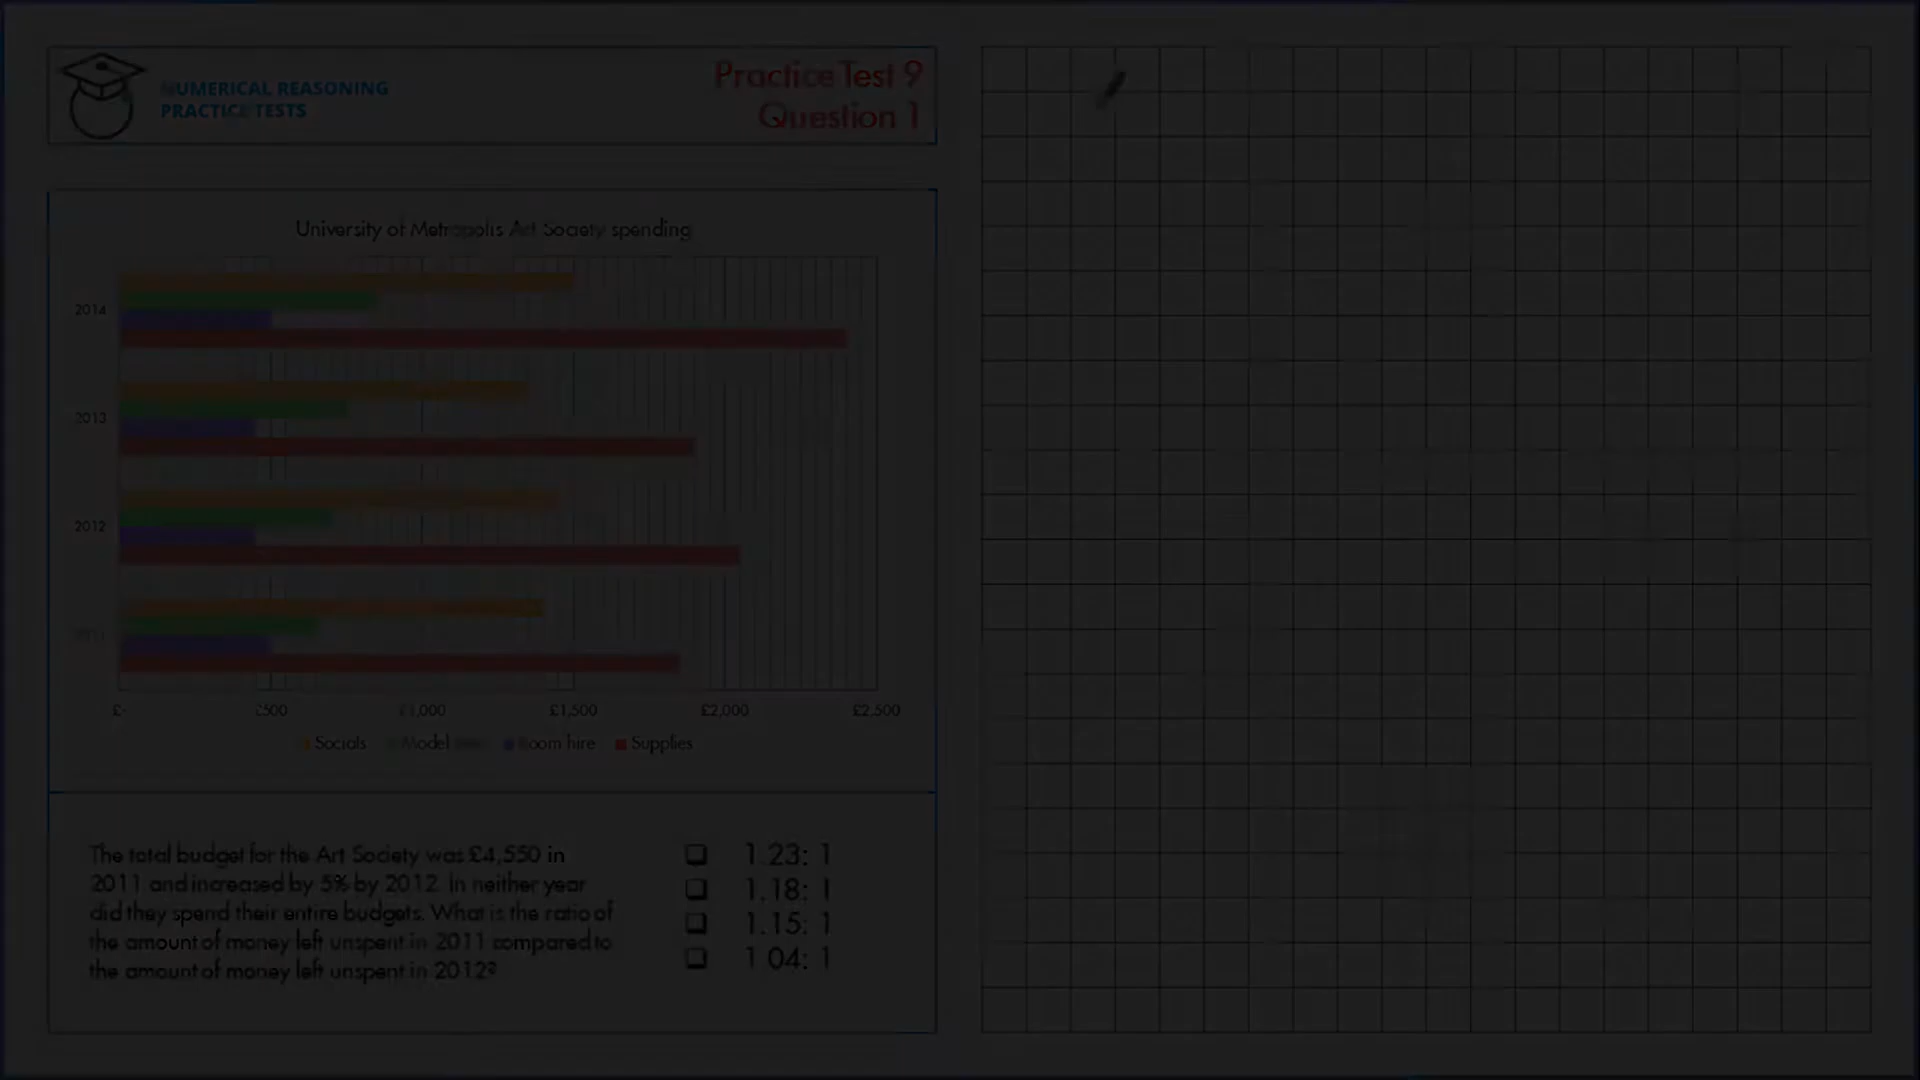 NUMERICAL REASONING
PRACTICE TESTS
Practice Test 9
Question 1
University of Metropolis Art Society spending
2014
2013
2012
2011
£-
£500
£1,000
£1,500
£2,000
£2,500
Socials
Model
Room hire
Supplies
The total budget for the Art Society was £4,550 in
2011 and increased by 5% by 2012. In neither year
did they spend their entire budgets. What is the ratio of
the amount of money left unspent in 2011 compared to
the amount of money left unspent in 2012?
1.23: 1
1.18: 1
1.15: 1
1.04: 1